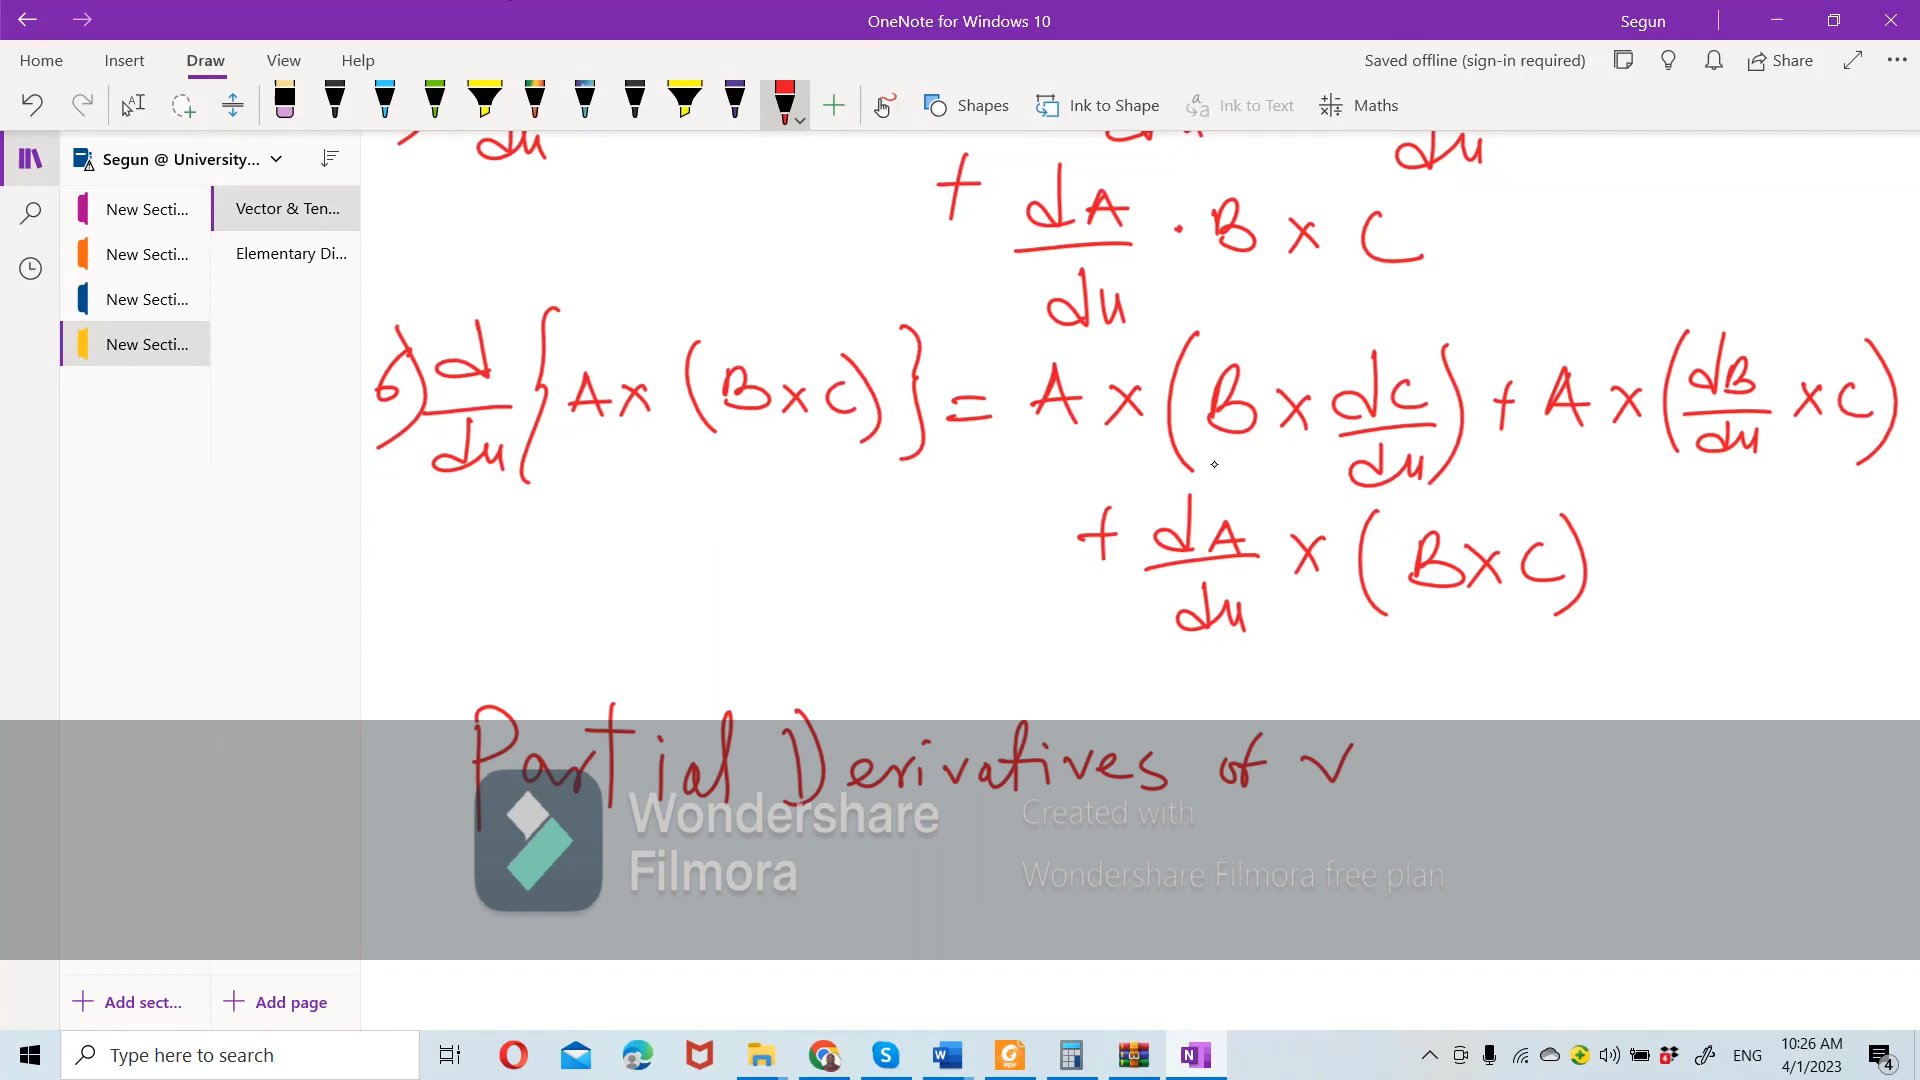 OneNote for Windows 10
Segun
Home Insert Draw View Help
Saved offline (sign-in required) Share
Shapes Ink to Shape Ink to Text Maths
Segun @ University...
New Secti...
New Secti...
New Secti...
New Secti...
Vector & Ten...
Elementary Di...
du du
+ dA/du · B × C
6) d/du {A × (B × C)} = A × (B × dC/du) + A × (dB/du × C)
+ dA/du × (B × C)
Partial Derivatives of v
Wondershare
Filmora
Created with
Wondershare Filmora free plan
Add sect... Add page
Type here to search
ENG
10:26 AM
4/1/2023
4